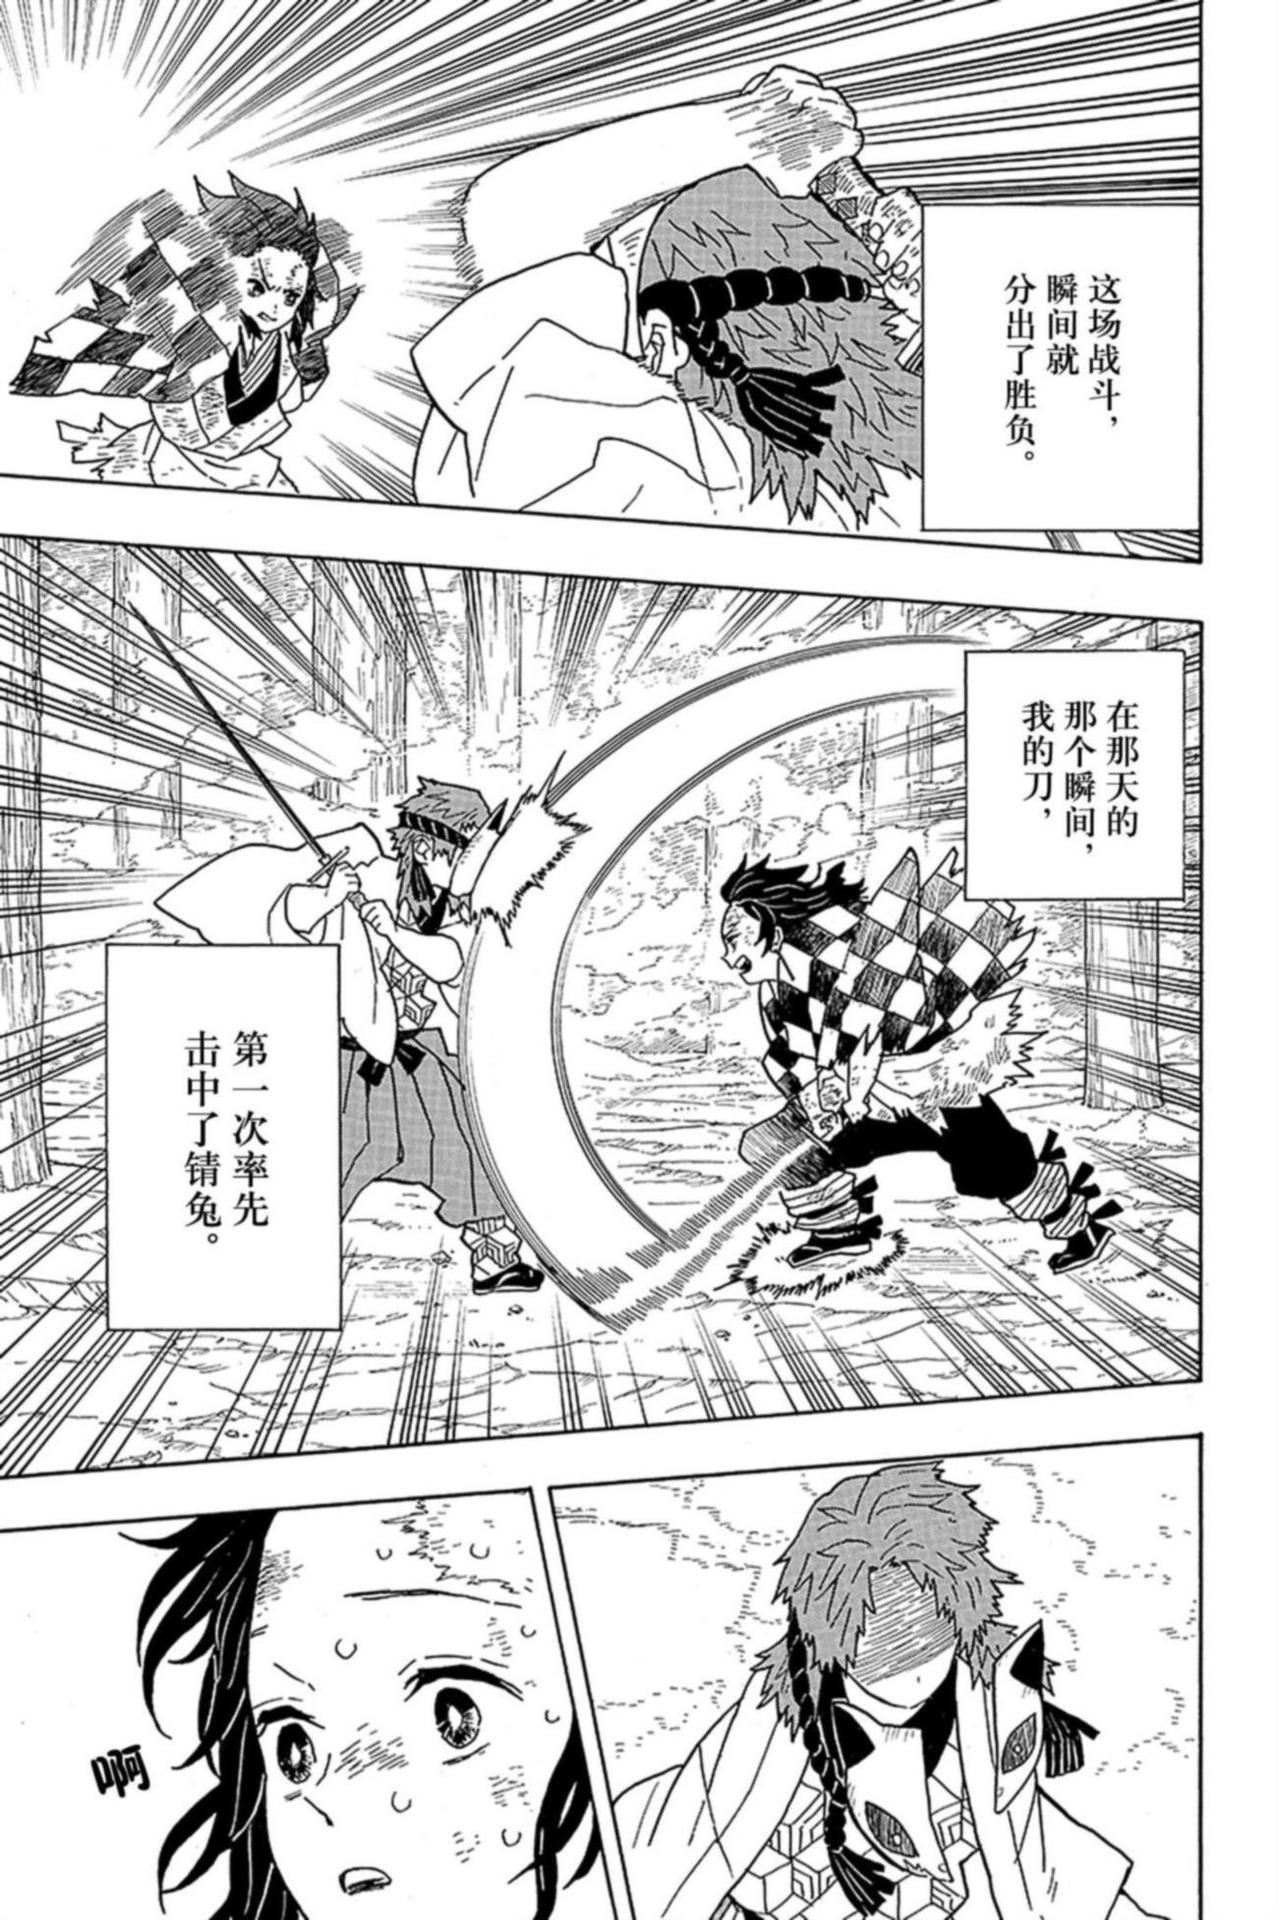 这场战斗，
瞬间就
分出了胜负。
在那天的
那个瞬间，
我的刀，
第一次率先
击中了锖兔。
啊